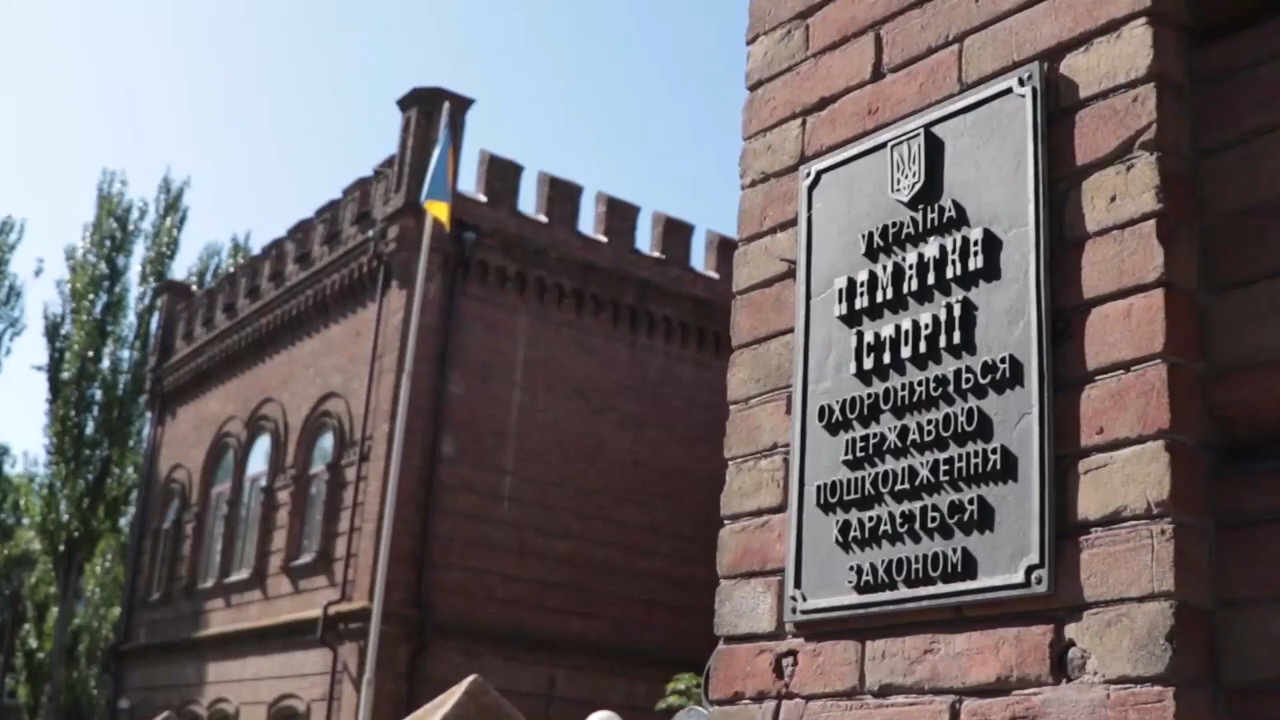 УКРАЇНА
ПАМ'ЯТКА
ІСТОРІЇ
ОХОРОНЯЄТЬСЯ
ДЕРЖАВОЮ
ПОШКОДЖЕННЯ
КАРАЄТЬСЯ
ЗАКОНОМ